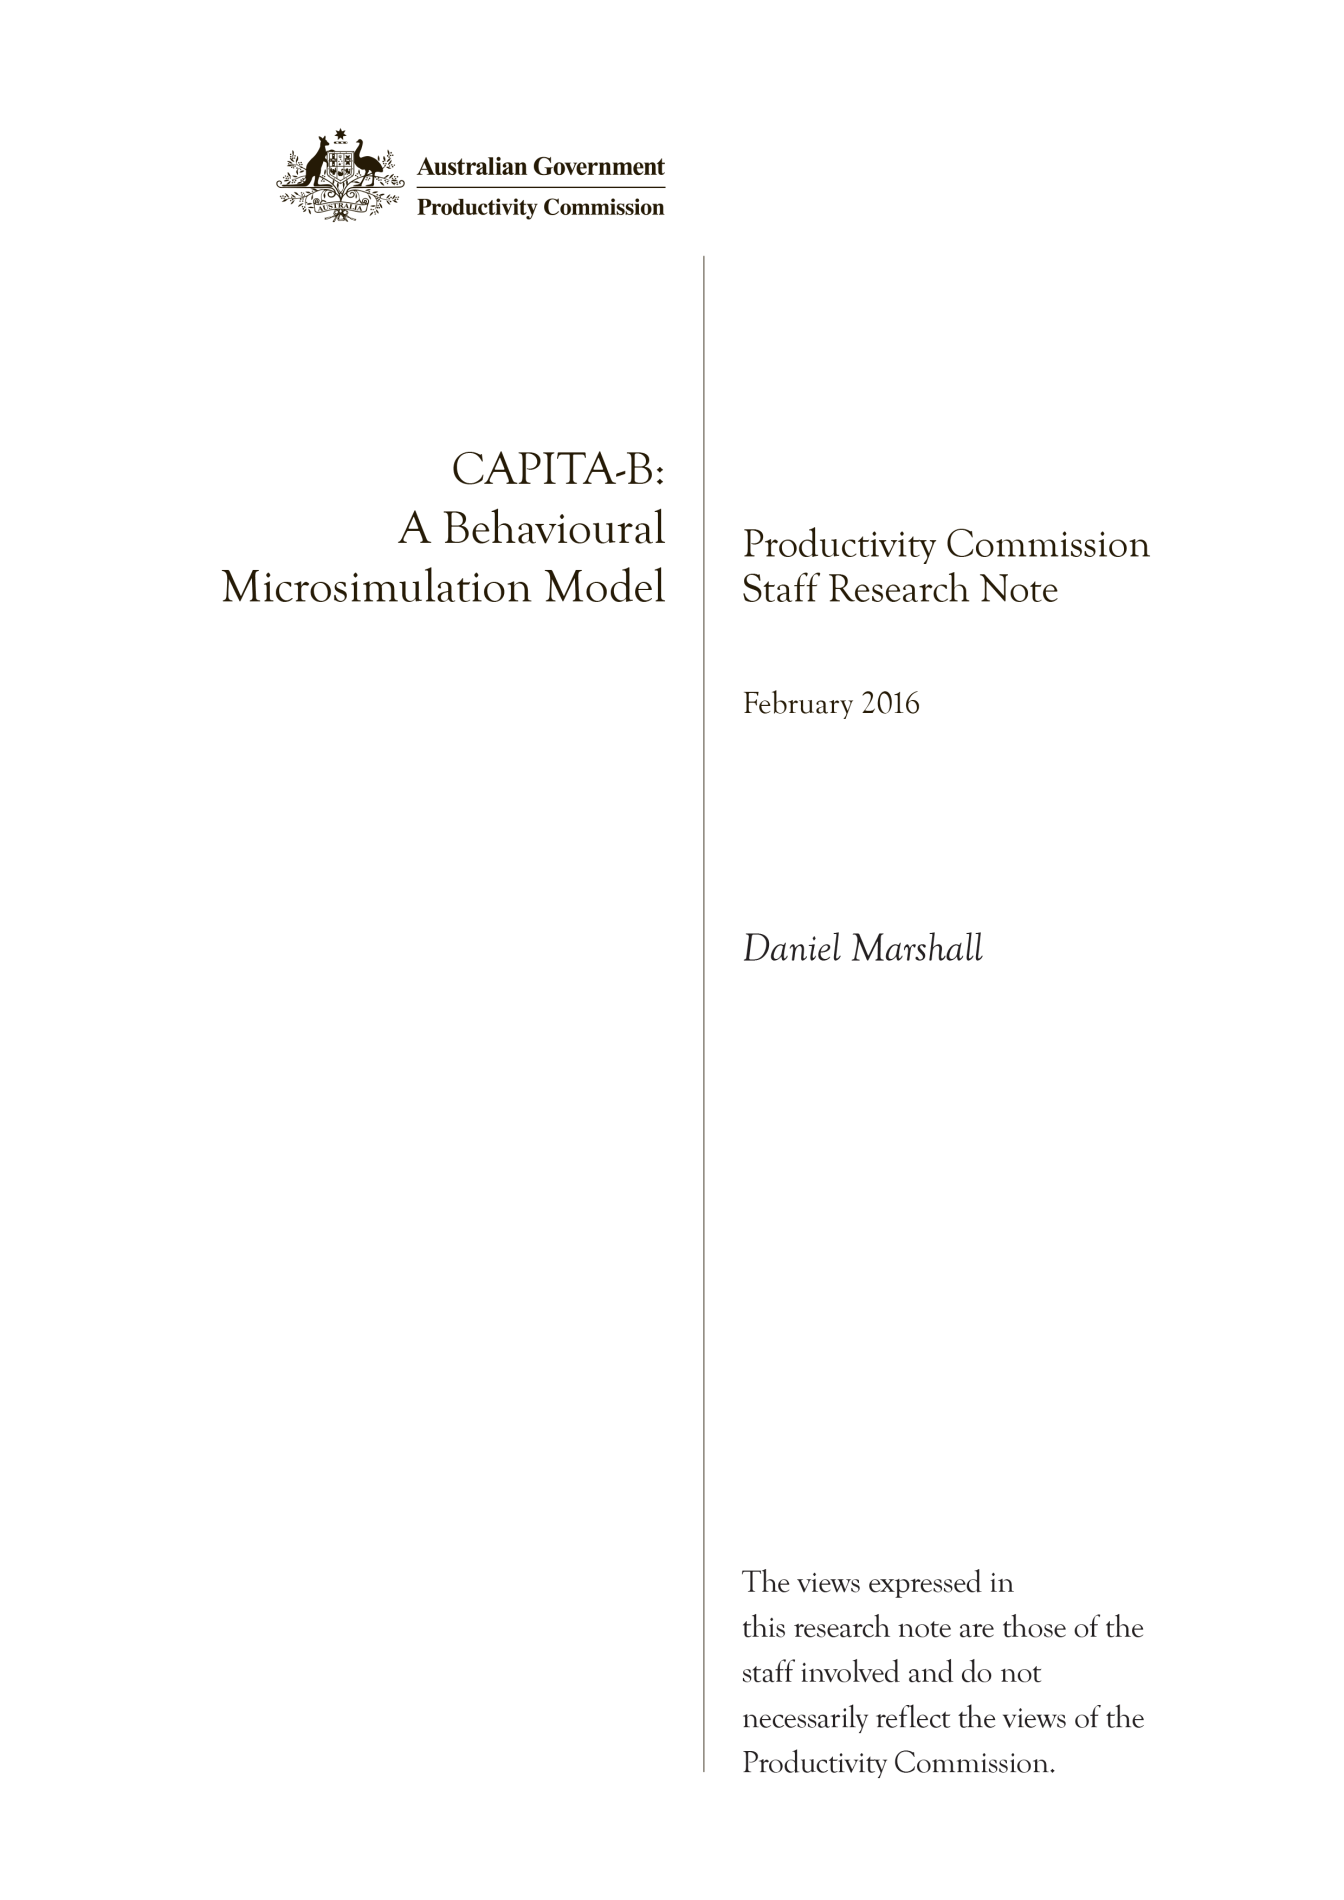 AUSTRALIA
Australian Government
Productivity Commission
CAPITA-B:
A Behavioural
Microsimulation Model
Productivity Commission
Staff Research Note
February 2016
Daniel Marshall
The views expressed in
this research note are those of the
staff involved and do not
necessarily reflect the views of the
Productivity Commission.